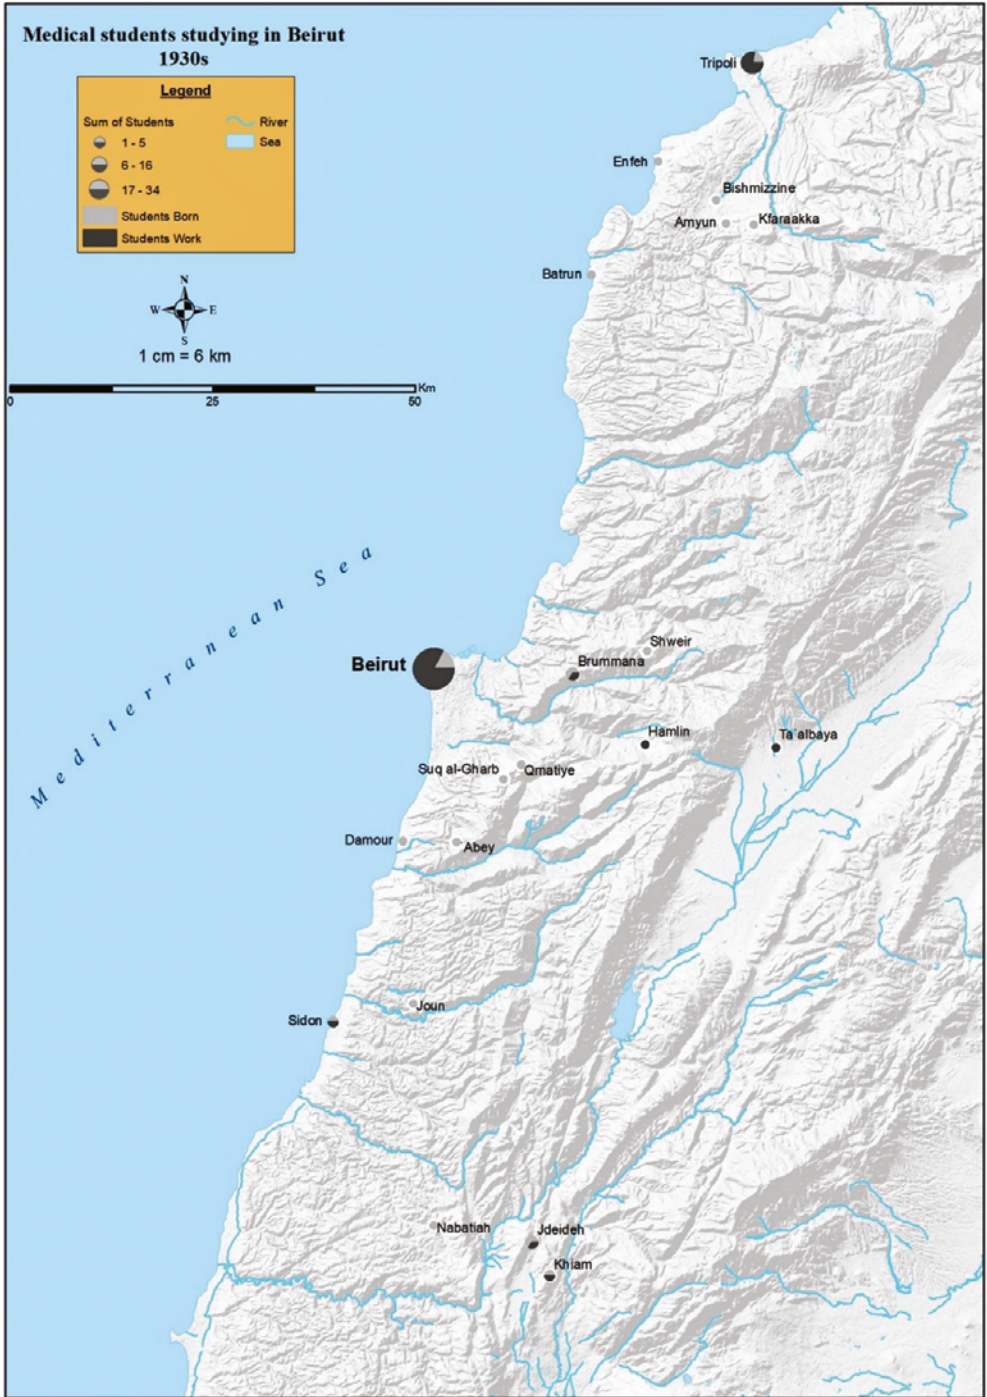 Medical students studying in Beirut
1930s
Legend
Sum of Students
1 - 5
6 - 16
17 - 34
Students Born
Students Work
River
Sea
N
W
E
S
1 cm = 6 km
Km
0
25
50
Tripoli
Enfeh
Bishmizzine
Amyun
Kfaraakka
Batrun
Mediterranean Sea
Shweir
Beirut
Brummana
Hamlin
Ta`albaya
Suq al-Gharb
Qmatiye
Damour
Abey
Joun
Sidon
Nabatiah
Jdeideh
Khiam